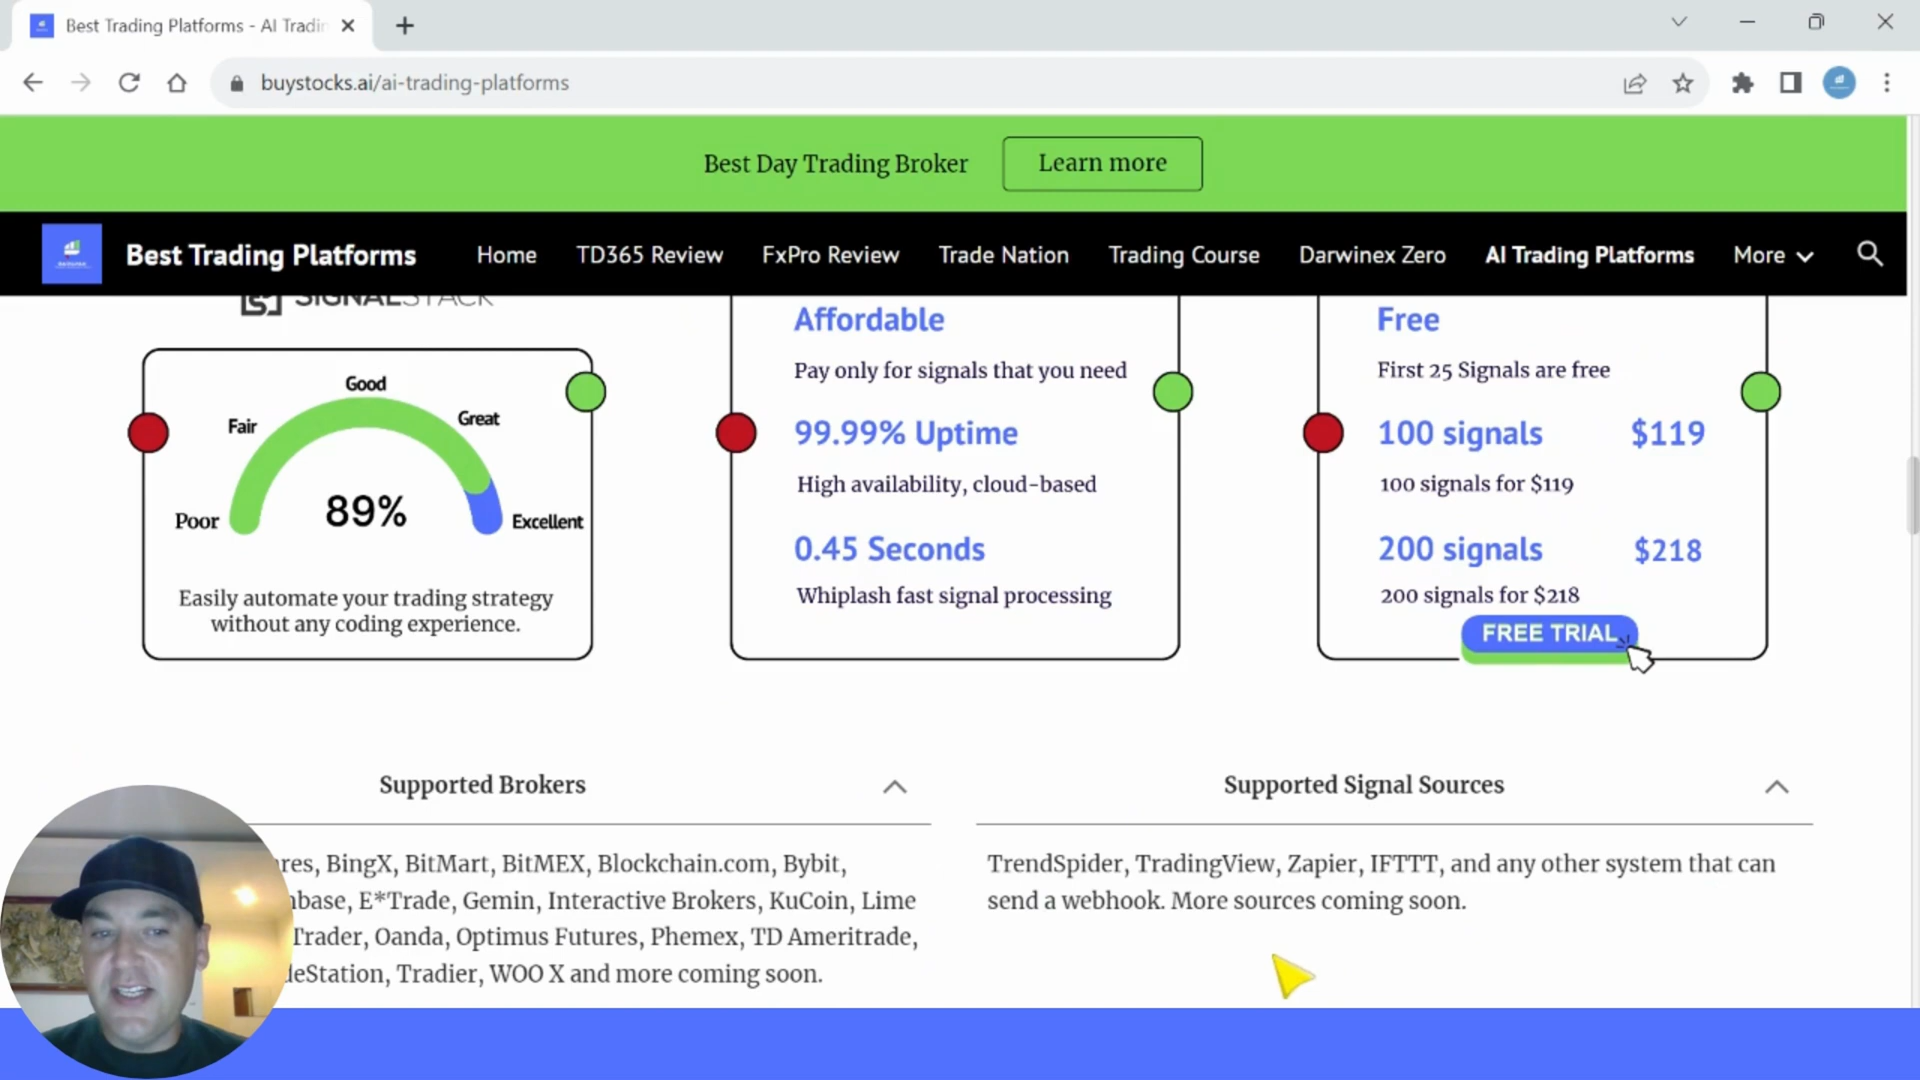 Best Trading Platforms - AI Tradin
buystocks.ai/ai-trading-platforms
Best Day Trading Broker
Learn more
Best Trading Platforms
Home
TD365 Review
FxPro Review
Trade Nation
Trading Course
Darwinex Zero
AI Trading Platforms
More
SIGNALSTACK
Good
Fair
Great
Poor
89%
Excellent
Easily automate your trading strategy
without any coding experience.
Affordable
Pay only for signals that you need
99.99% Uptime
High availability, cloud-based
0.45 Seconds
Whiplash fast signal processing
Free
First 25 Signals are free
100 signals $119
100 signals for $119
200 signals $218
200 signals for $218
FREE TRIAL
Supported Brokers
BingX, BitMart, BitMEX, Blockchain.com, Bybit,
E*Trade, Gemin, Interactive Brokers, KuCoin, Lime
Trader, Oanda, Optimus Futures, Phemex, TD Ameritrade,
Tradier, WOO X and more coming soon.
Supported Signal Sources
TrendSpider, TradingView, Zapier, IFTTT, and any other system that can
send a webhook. More sources coming soon.